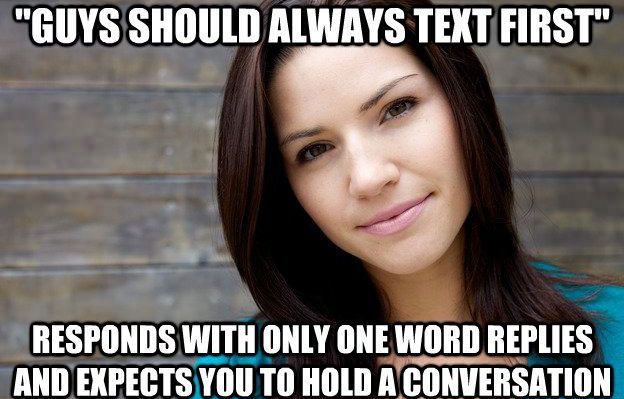 "GUYS SHOULD ALWAYS TEXT FIRST"
RESPONDS WITH ONLY ONE WORD REPLIES
AND EXPECTS YOU TO HOLD A CONVERSATION